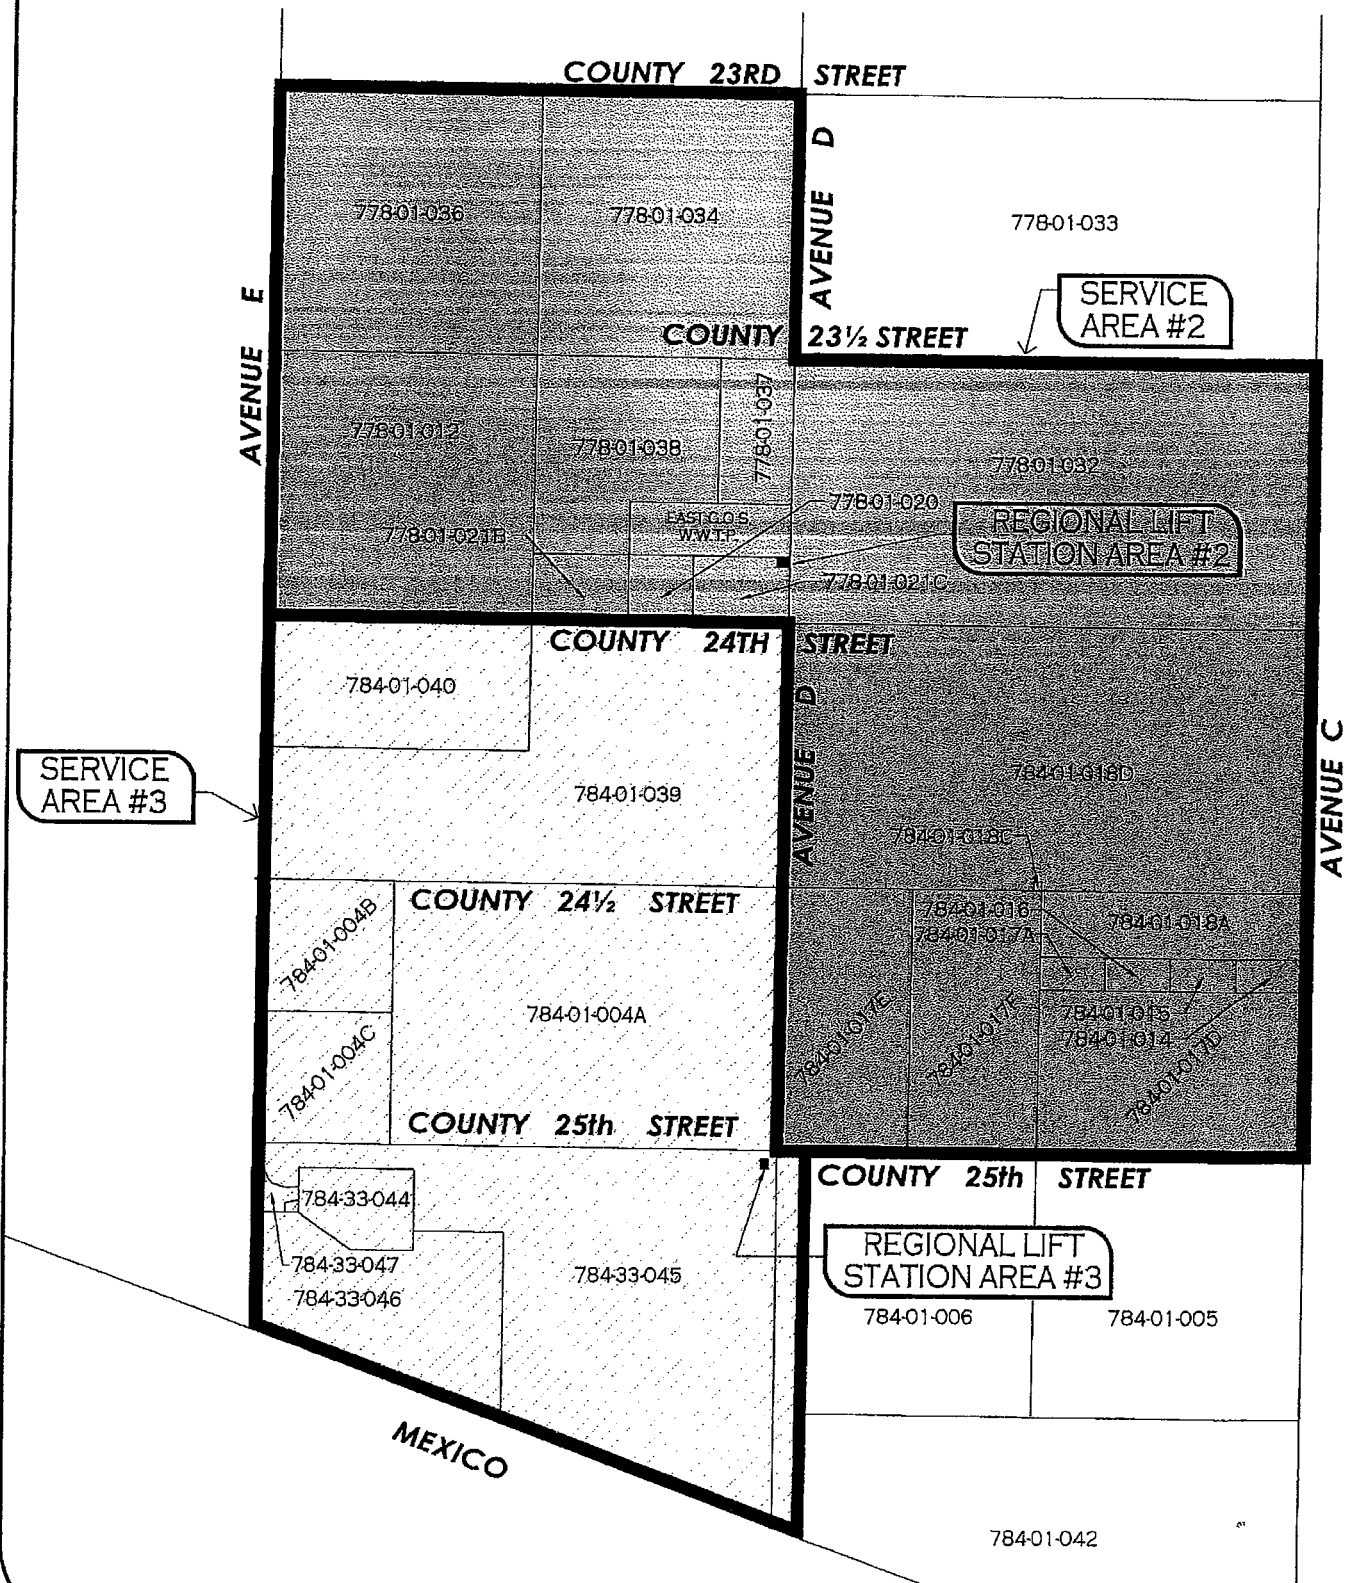 COUNTY 23RD STREET
AVENUE D
778-01-036
778-01-034
778-01-033
AVENUE E
SERVICE
AREA #2
COUNTY 23½ STREET
778-01-037
778-01-012
778-01-038
778-01-032
778-01-020
EAST C.O.S.
W.W.T.P.
REGIONAL LIFT
STATION AREA #2
778-01-021B
778-01-021C
COUNTY 24TH STREET
784-01-040
AVENUE D
AVENUE C
SERVICE
AREA #3
784-01-039
784-01-018D
784-01-018C
COUNTY 24½ STREET
784-01-004B
784-01-016
784-01-017A
784-01-018A
784-01-004A
784-01-015
784-01-014
784-01-017E
784-01-017F
784-01-017D
784-01-004C
COUNTY 25th STREET
COUNTY 25th STREET
784-33-044
784-33-047
784-33-046
784-33-045
REGIONAL LIFT
STATION AREA #3
784-01-006
784-01-005
MEXICO
784-01-042